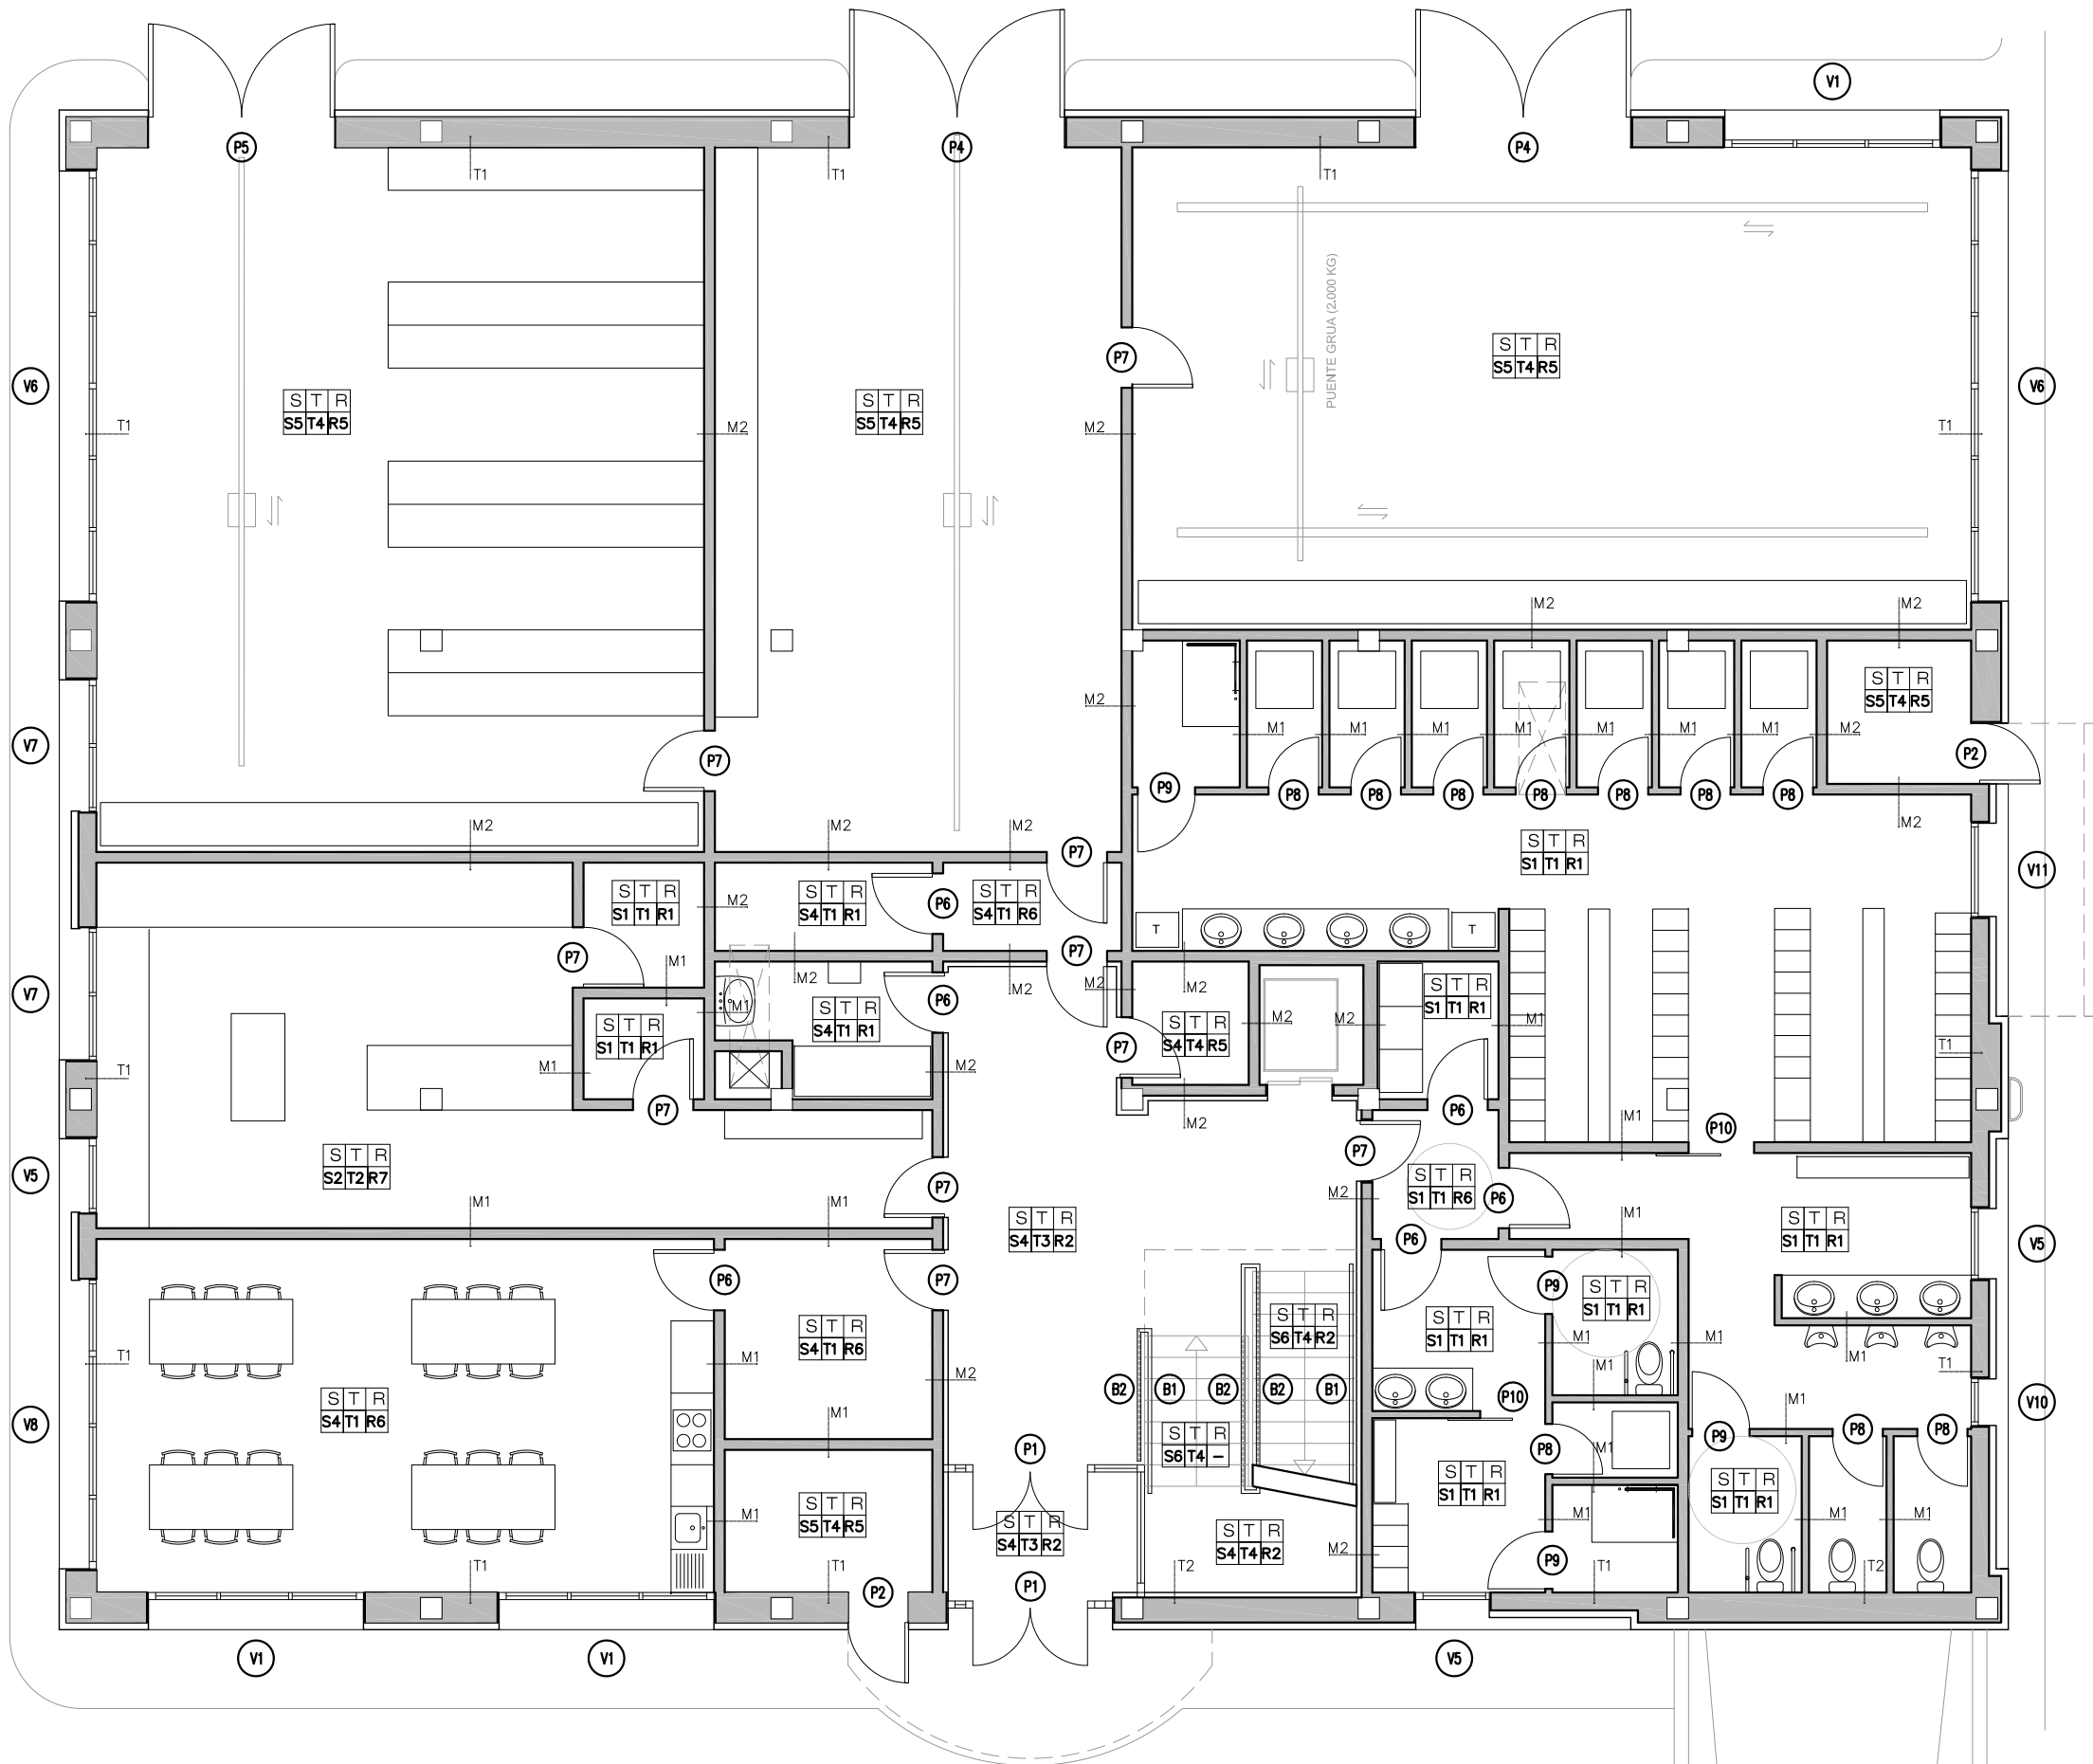 V1
P5
P4
P4
T1
T1
T1
PUENTE GRUA (2.000 KG)
S T R
S5 T4 R5
P7
V6
V6
S T R
S5 T4 R5
S T R
S5 T4 R5
T1
M2
M2
T1
M2
M2
S T R
S5 T4 R5
M2
M1
M1
M1
M1
M1
M1
M1
M2
V7
P7
P2
P9
P8
P8
P8
P8
P8
P8
P8
M2
M2
M2
M2
P7
S T R
S1 T1 R1
V11
S T R
S1 T1 R1
M2
S T R
S4 T1 R1
P6
S T R
S4 T1 R6
T
T
P7
P7
M1
M2
M2
M2
M2
V7
M1
S T R
S4 T1 R1
P6
S T R
S1 T1 R1
S T R
S1 T1 R1
S T R
S4 T4 R5
M2
M2
M1
P7
T1
T1
M1
M2
P7
P6
M2
M1
P10
V5
S T R
S2 T2 R7
P7
P7
S T R
S1 T1 R6
M2
P6
M1
M1
M1
S T R
S4 T3 R2
S T R
S1 T1 R1
P6
V5
P6
P7
P9
S T R
S1 T1 R1
S T R
S4 T1 R6
S T R
S6 T4 R2
S T R
S1 T1 R1
M1
M1
M1
T1
M1
M2
M1
T1
B2
B1
B2
B2
B1
P10
M1
V10
V8
S T R
S4 T1 R6
M1
S T R
S6 T4 –
P1
P8
M1
P9
P8
P8
S T R
S1 T1 R1
S T R
S1 T1 R1
M1
S T R
S5 T4 R5
S T R
S4 T3 R2
S T R
S4 T4 R2
M1
M1
M1
M2
P9
T1
T1
T2
T1
T2
P2
P1
V1
V1
V5